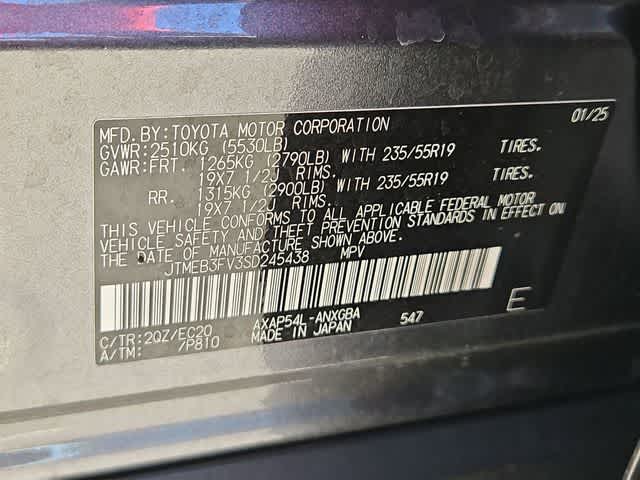 MFD. BY: TOYOTA MOTOR CORPORATION 01/25
GVWR: 2510KG (5530LB)
GAWR: FRT. 1265KG (2790LB) WITH 235/55R19 TIRES.
19X7 1/2J RIMS.
RR. 1315KG (2900LB) WITH 235/55R19 TIRES.
19X7 1/2J RIMS.
THIS VEHICLE CONFORMS TO ALL APPLICABLE FEDERAL MOTOR
VEHICLE SAFETY AND THEFT PREVENTION STANDARDS IN EFFECT ON
THE DATE OF MANUFACTURE SHOWN ABOVE.
JTMEB3FV3SD245438 MPV
C/TR: 2QZ/EC20 AXAP54L-ANXGBA 547 E
A/TM: /P810 MADE IN JAPAN